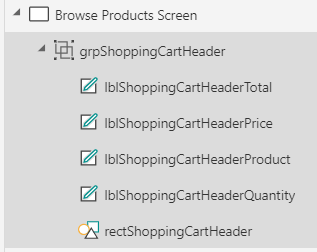 Browse Products Screen
grpShoppingCartHeader
lblShoppingCartHeaderTotal
lblShoppingCartHeaderPrice
lblShoppingCartHeaderProduct
lblShoppingCartHeaderQuantity
rectShoppingCartHeader